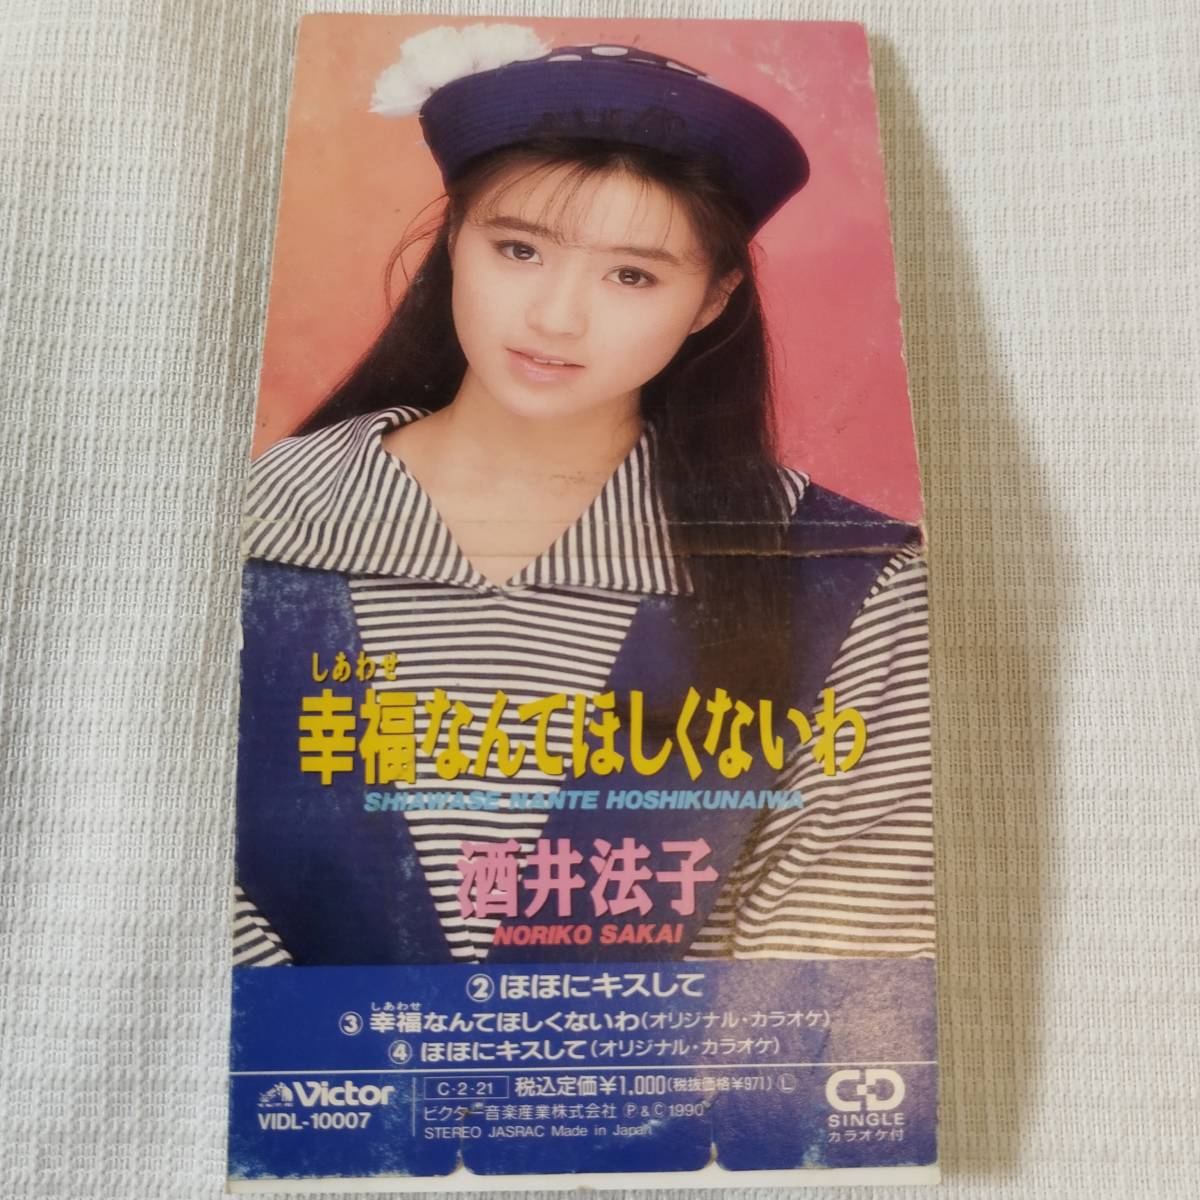 しあわせ
幸福なんてほしくないわ
SHIAWASE NANTE HOSHIKUNAIWA
酒井法子
NORIKO SAKAI
②ほほにキスして
しあわせ
③幸福なんてほしくないわ(オリジナル・カラオケ)
④ほほにキスして(オリジナル・カラオケ)
Victor
VIDL-10007
C・2・21 税込定価¥1,000(税抜価格¥971) Ⓛ
ビクター音楽産業株式会社 Ⓟ&Ⓒ1990
STEREO JASRAC Made in Japan
CD
SINGLE
カラオケ付